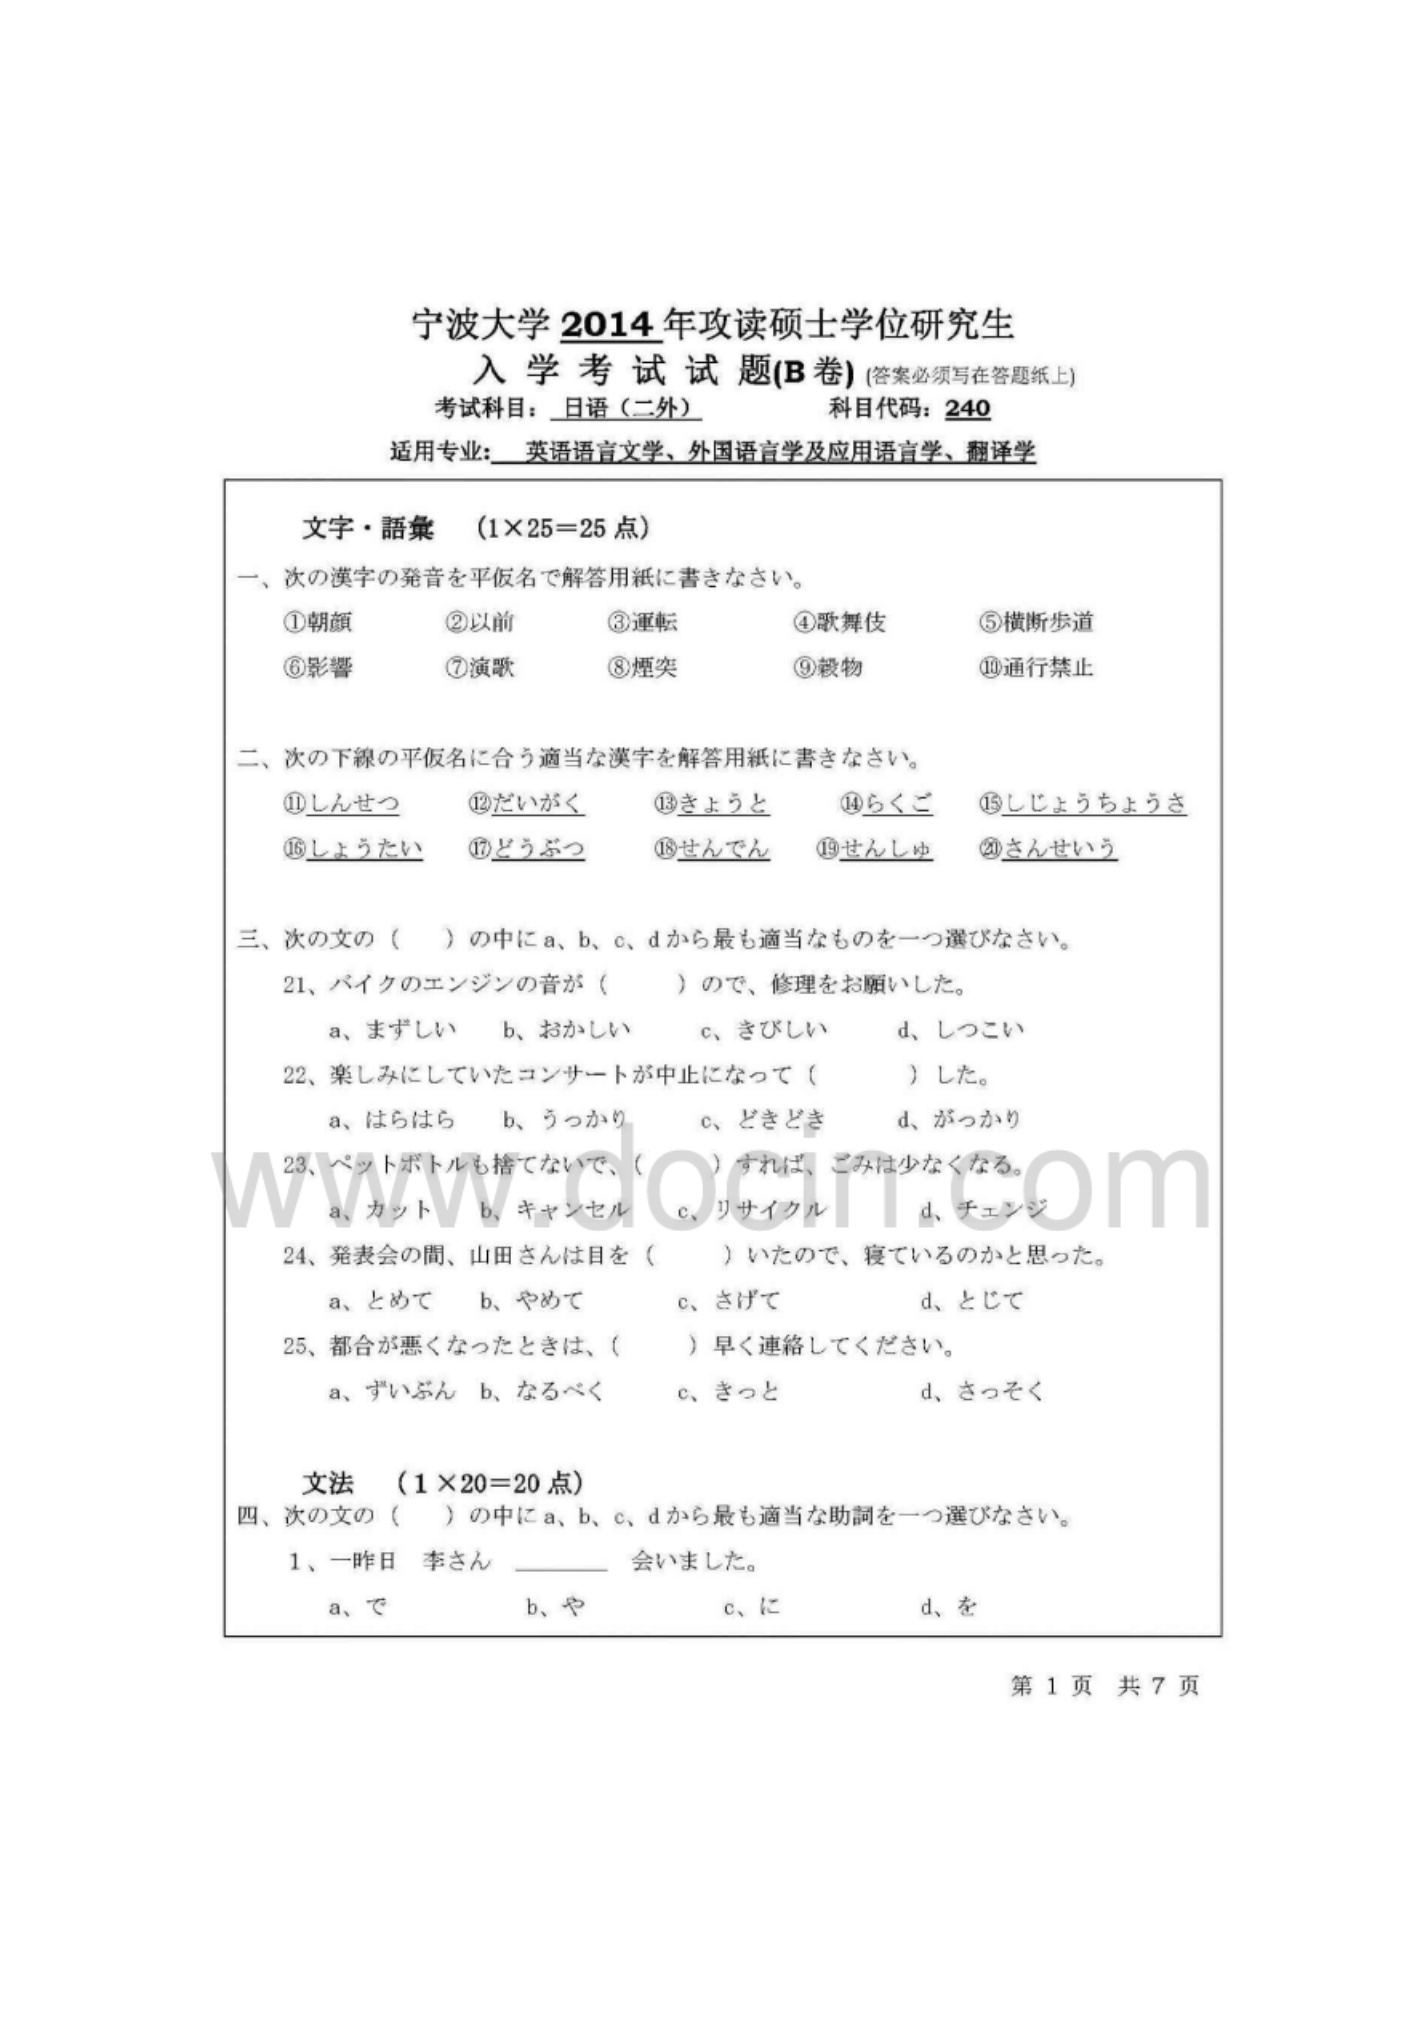 宁波大学 2014 年攻读硕士学位研究生
入 学 考 试 试 题(B 卷) (答案必须写在答题纸上)
考试科目： 日语（二外） 科目代码：240
适用专业： 英语语言文学、外国语言学及应用语言学、翻译学
文字・語彙 （1×25＝25 点）
一、次の漢字の発音を平仮名で解答用紙に書きなさい。
①朝顔 ②以前 ③運転 ④歌舞伎 ⑤横断歩道
⑥影響 ⑦演歌 ⑧煙突 ⑨穀物 ⑩通行禁止
二、次の下線の平仮名に合う適当な漢字を解答用紙に書きなさい。
⑪しんせつ ⑫だいがく ⑬きょうと ⑭らくご ⑮しじょうちょうさ
⑯しょうたい ⑰どうぶつ ⑱せんでん ⑲せんしゅ ⑳さんせいう
三、次の文の（ ）の中に a、b、c、d から最も適当なものを一つ選びなさい。
21、バイクのエンジンの音が（ ）ので、修理をお願いした。
a、まずしい b、おかしい c、きびしい d、しつこい
22、楽しみにしていたコンサートが中止になって（ ）した。
a、はらはら b、うっかり c、どきどき d、がっかり
23、ペットボトルも捨てないで、（ ）すれば、ごみは少なくなる。
www.docin.com
a、カット b、キャンセル c、リサイクル d、チェンジ
24、発表会の間、山田さんは目を（ ）いたので、寝ているのかと思った。
a、とめて b、やめて c、さげて d、とじて
25、都合が悪くなったときは、（ ）早く連絡してください。
a、ずいぶん b、なるべく c、きっと d、さっそく
文法 （１×20＝20 点）
四、次の文の（ ）の中に a、b、c、d から最も適当な助詞を一つ選びなさい。
１、一昨日 李さん ＿＿＿＿ 会いました。
a、で b、や c、に d、を
第 1 页 共 7 页